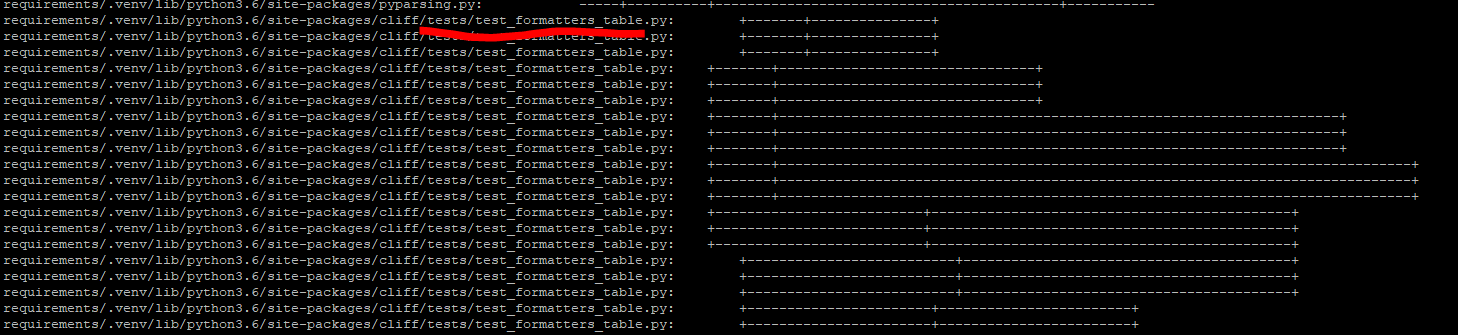 requirements/.venv/lib/python3.6/site-packages/pyparsing.py:            -----+----------+-------------------------------------------+-----------
requirements/.venv/lib/python3.6/site-packages/cliff/tests/test_formatters_table.py:        +-------+---------------+
requirements/.venv/lib/python3.6/site-packages/cliff/tests/test_formatters_table.py:        +-------+---------------+
requirements/.venv/lib/python3.6/site-packages/cliff/tests/test_formatters_table.py:        +-------+---------------+
requirements/.venv/lib/python3.6/site-packages/cliff/tests/test_formatters_table.py:    +-------+--------------------------------+
requirements/.venv/lib/python3.6/site-packages/cliff/tests/test_formatters_table.py:    +-------+--------------------------------+
requirements/.venv/lib/python3.6/site-packages/cliff/tests/test_formatters_table.py:    +-------+--------------------------------+
requirements/.venv/lib/python3.6/site-packages/cliff/tests/test_formatters_table.py:    +-------+----------------------------------------------------------------------+
requirements/.venv/lib/python3.6/site-packages/cliff/tests/test_formatters_table.py:    +-------+----------------------------------------------------------------------+
requirements/.venv/lib/python3.6/site-packages/cliff/tests/test_formatters_table.py:    +-------+----------------------------------------------------------------------+
requirements/.venv/lib/python3.6/site-packages/cliff/tests/test_formatters_table.py:    +-------+-------------------------------------------------------------------------------+
requirements/.venv/lib/python3.6/site-packages/cliff/tests/test_formatters_table.py:    +-------+-------------------------------------------------------------------------------+
requirements/.venv/lib/python3.6/site-packages/cliff/tests/test_formatters_table.py:    +-------+-------------------------------------------------------------------------------+
requirements/.venv/lib/python3.6/site-packages/cliff/tests/test_formatters_table.py:    +--------------------------+---------------------------------------------+
requirements/.venv/lib/python3.6/site-packages/cliff/tests/test_formatters_table.py:    +--------------------------+---------------------------------------------+
requirements/.venv/lib/python3.6/site-packages/cliff/tests/test_formatters_table.py:    +--------------------------+---------------------------------------------+
requirements/.venv/lib/python3.6/site-packages/cliff/tests/test_formatters_table.py:        +--------------------------+-----------------------------------------+
requirements/.venv/lib/python3.6/site-packages/cliff/tests/test_formatters_table.py:        +--------------------------+-----------------------------------------+
requirements/.venv/lib/python3.6/site-packages/cliff/tests/test_formatters_table.py:        +--------------------------+-----------------------------------------+
requirements/.venv/lib/python3.6/site-packages/cliff/tests/test_formatters_table.py:        +-----------------------+------------------------+
requirements/.venv/lib/python3.6/site-packages/cliff/tests/test_formatters_table.py:        +-----------------------+------------------------+